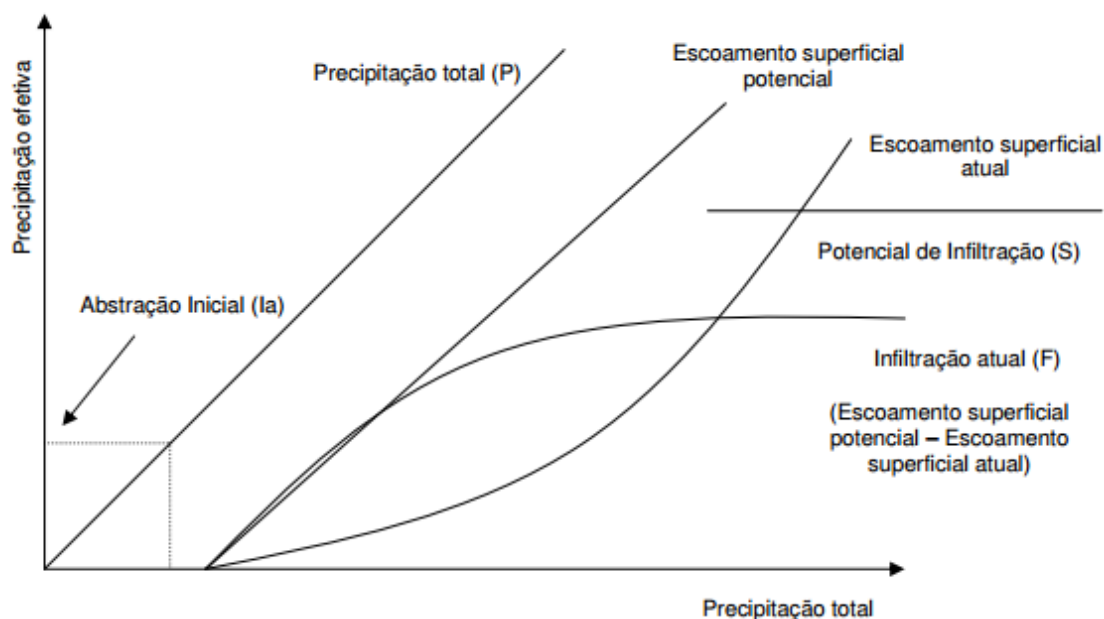 Precipitação efetiva
Precipitação total (P)
Escoamento superficial
potencial
Escoamento superficial
atual
Potencial de Infiltração (S)
Abstração Inicial (Ia)
Infiltração atual (F)
(Escoamento superficial
potencial – Escoamento
superficial atual)
Precipitação total